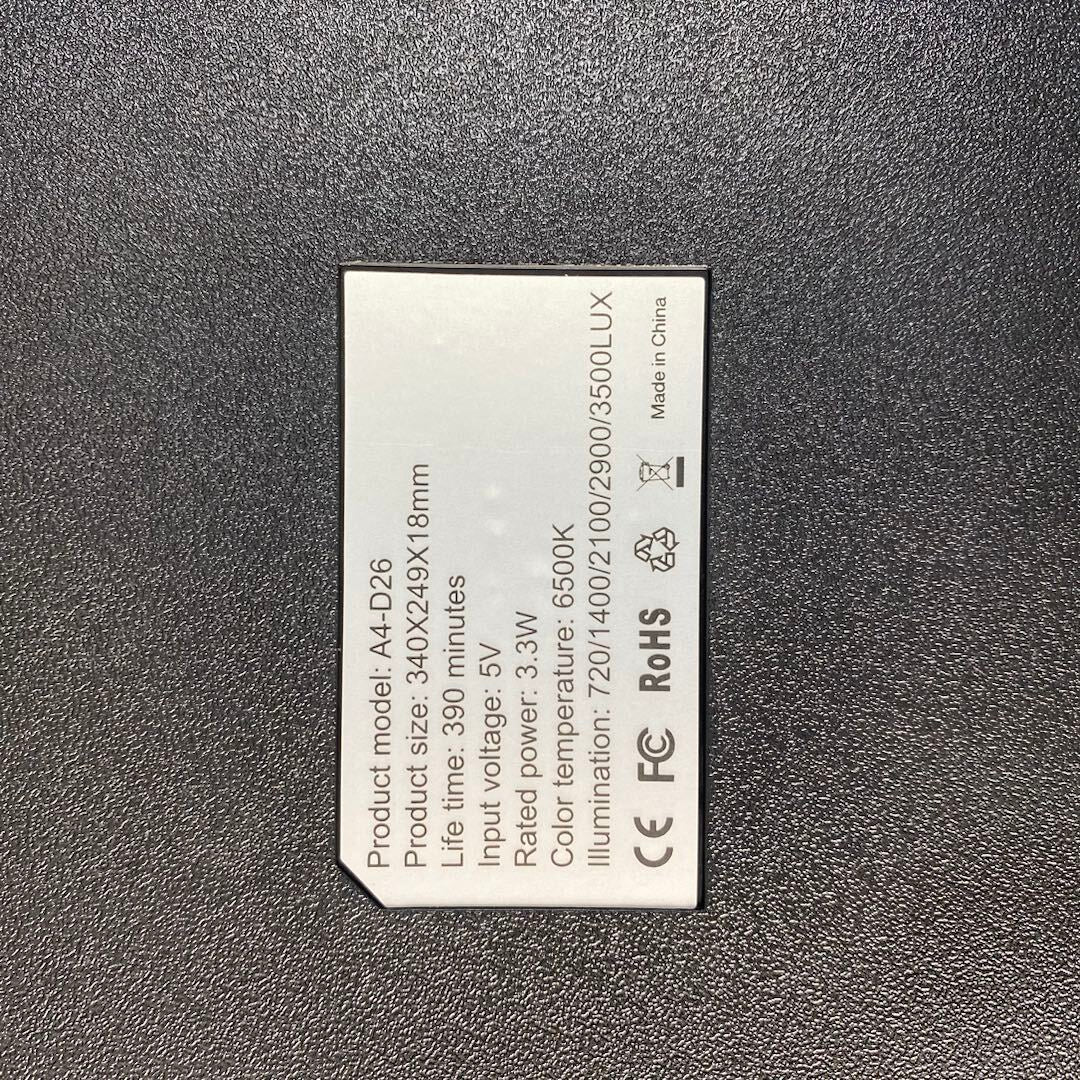 Product model: A4-D26
Product size: 340X249X18mm
Life time: 390 minutes
Input voltage: 5V
Rated power: 3.3W
Color temperature: 6500K
Illumination: 720/1400/2100/2900/3500LUX
CE FC RoHS Made in China